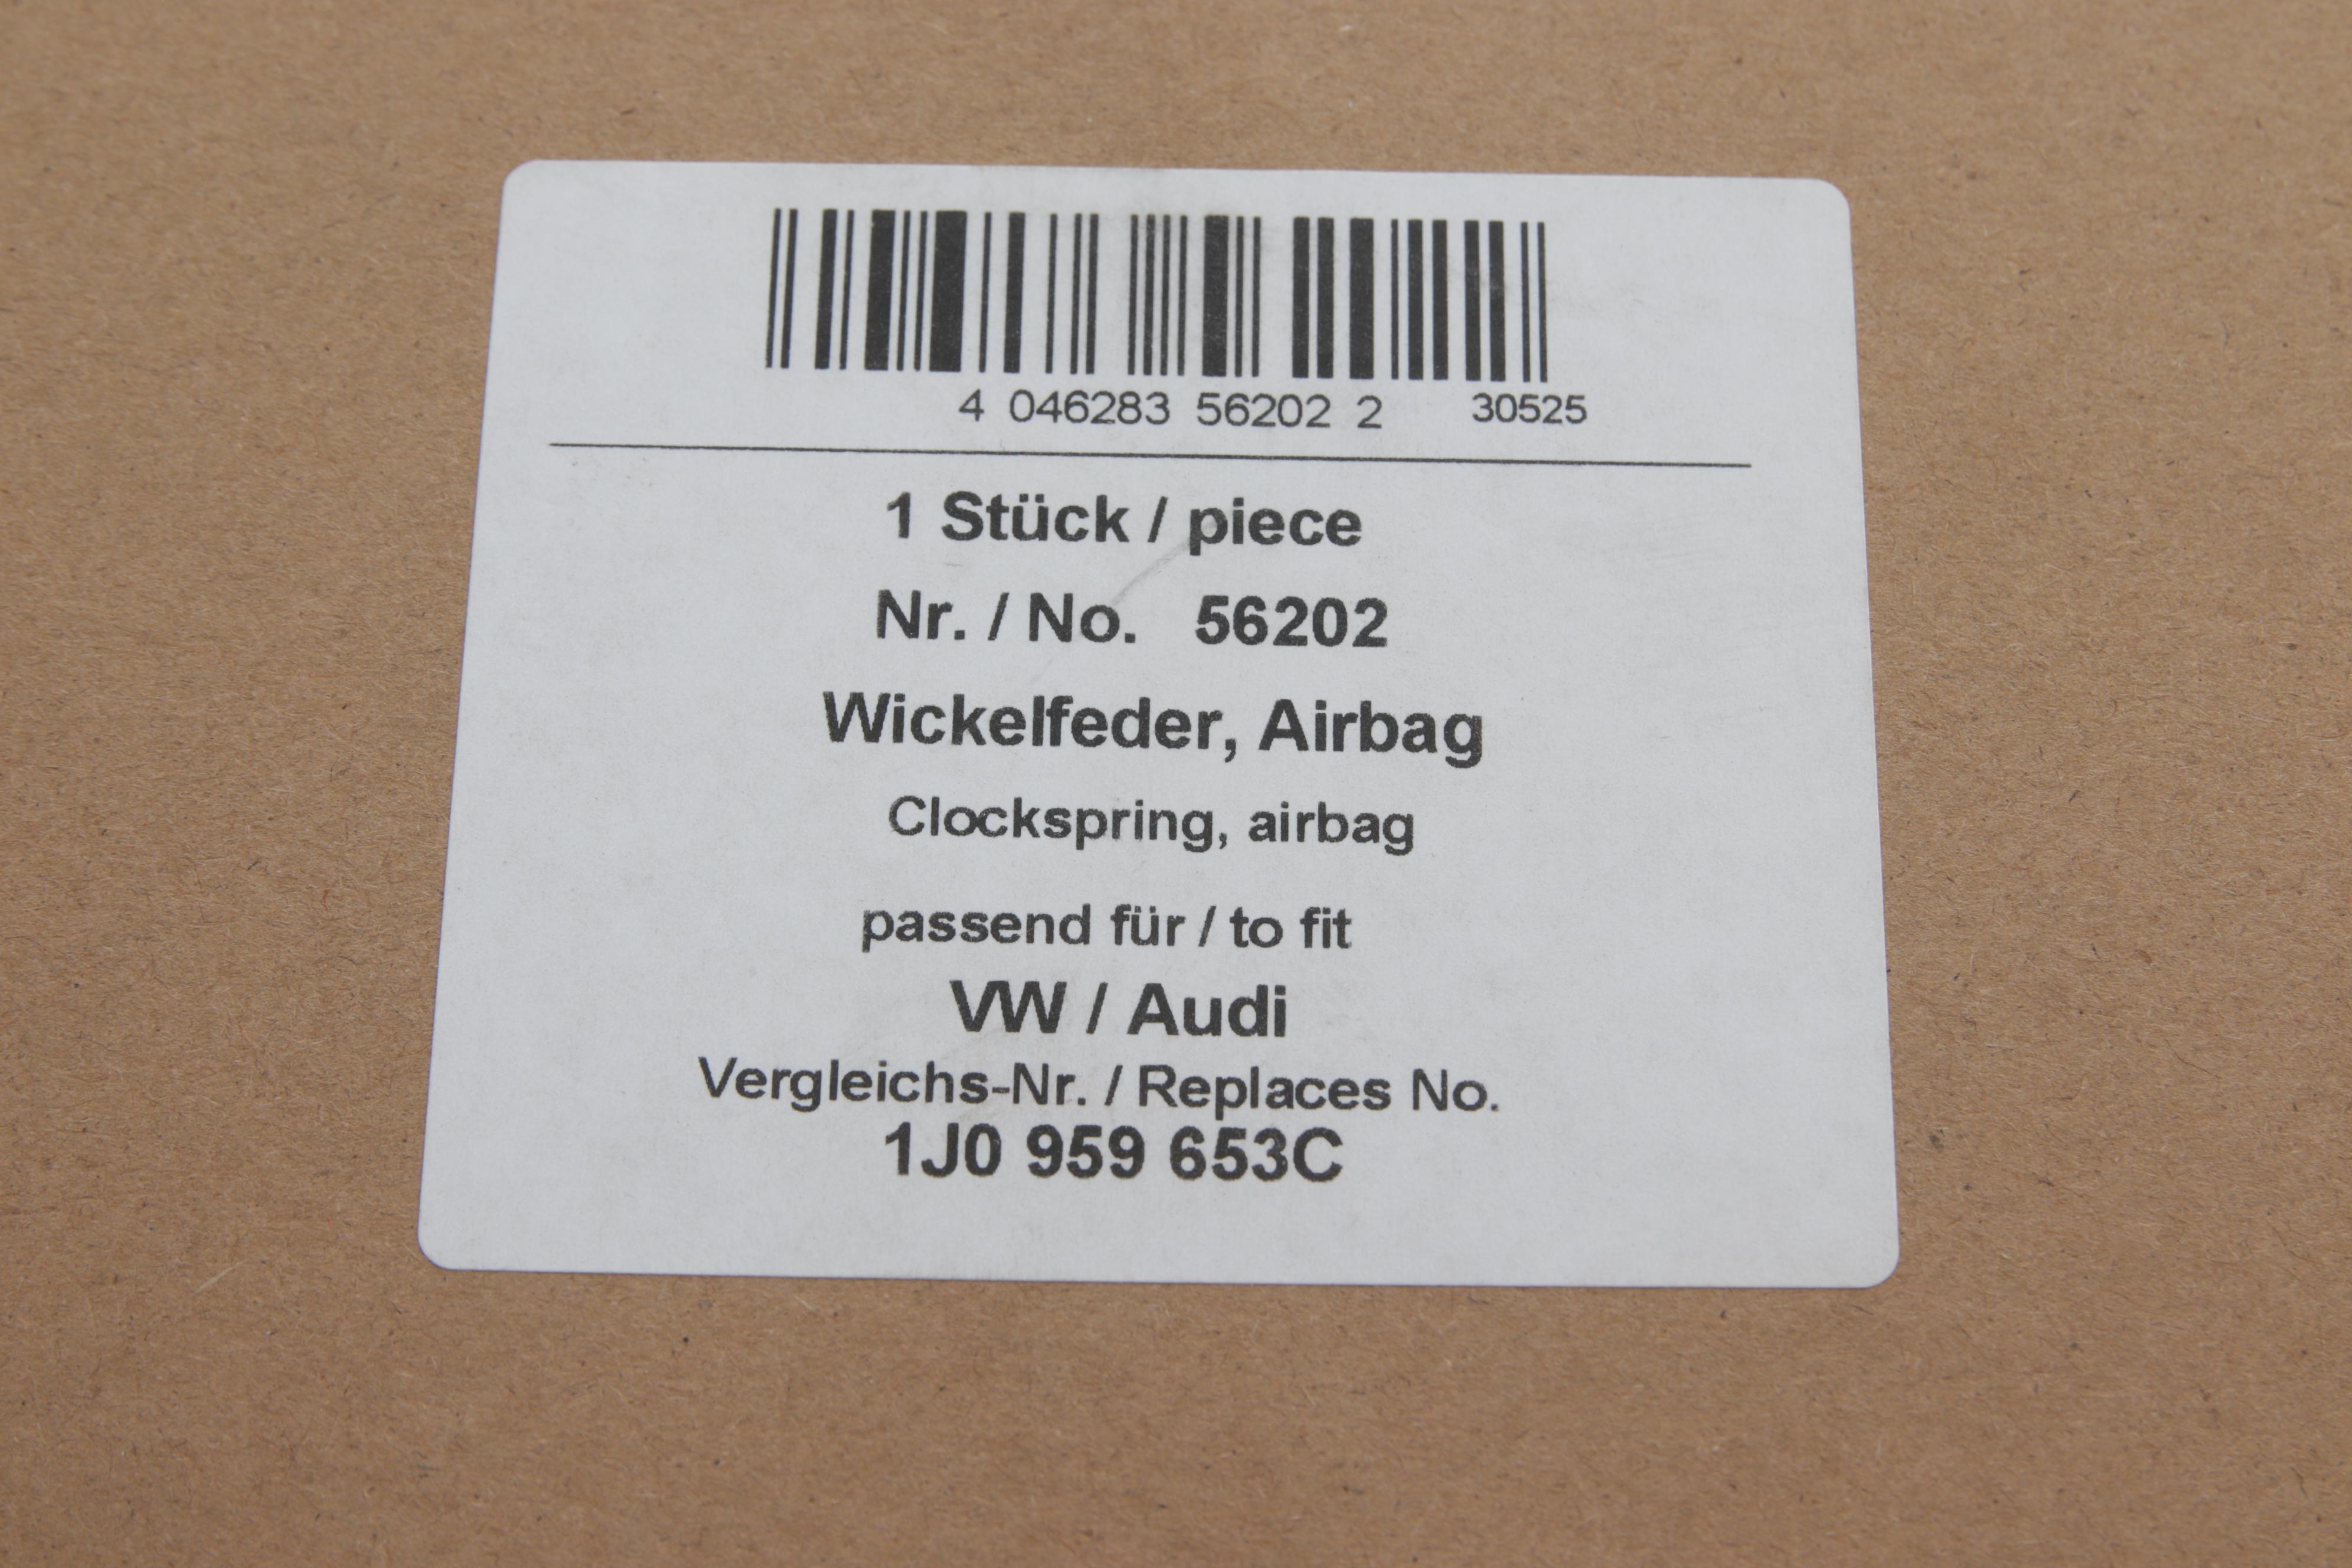 4 046283 56202 2 30525
1 Stück / piece
Nr. / No. 56202
Wickelfeder, Airbag
Clockspring, airbag
passend für / to fit
VW / Audi
Vergleichs-Nr. / Replaces No.
1J0 959 653C